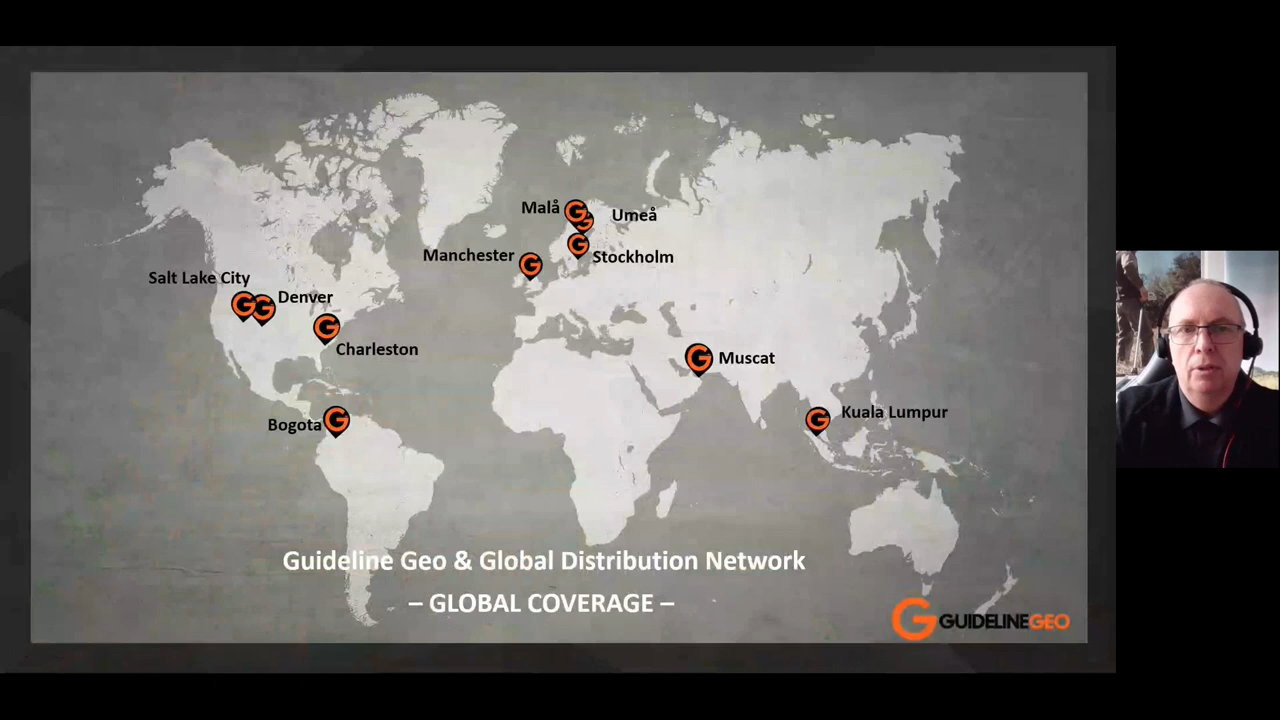 Malå
Umeå
Manchester
Stockholm
Salt Lake City
Denver
Charleston
Muscat
Bogota
Kuala Lumpur
Guideline Geo & Global Distribution Network
– GLOBAL COVERAGE –
GUIDELINEGEO